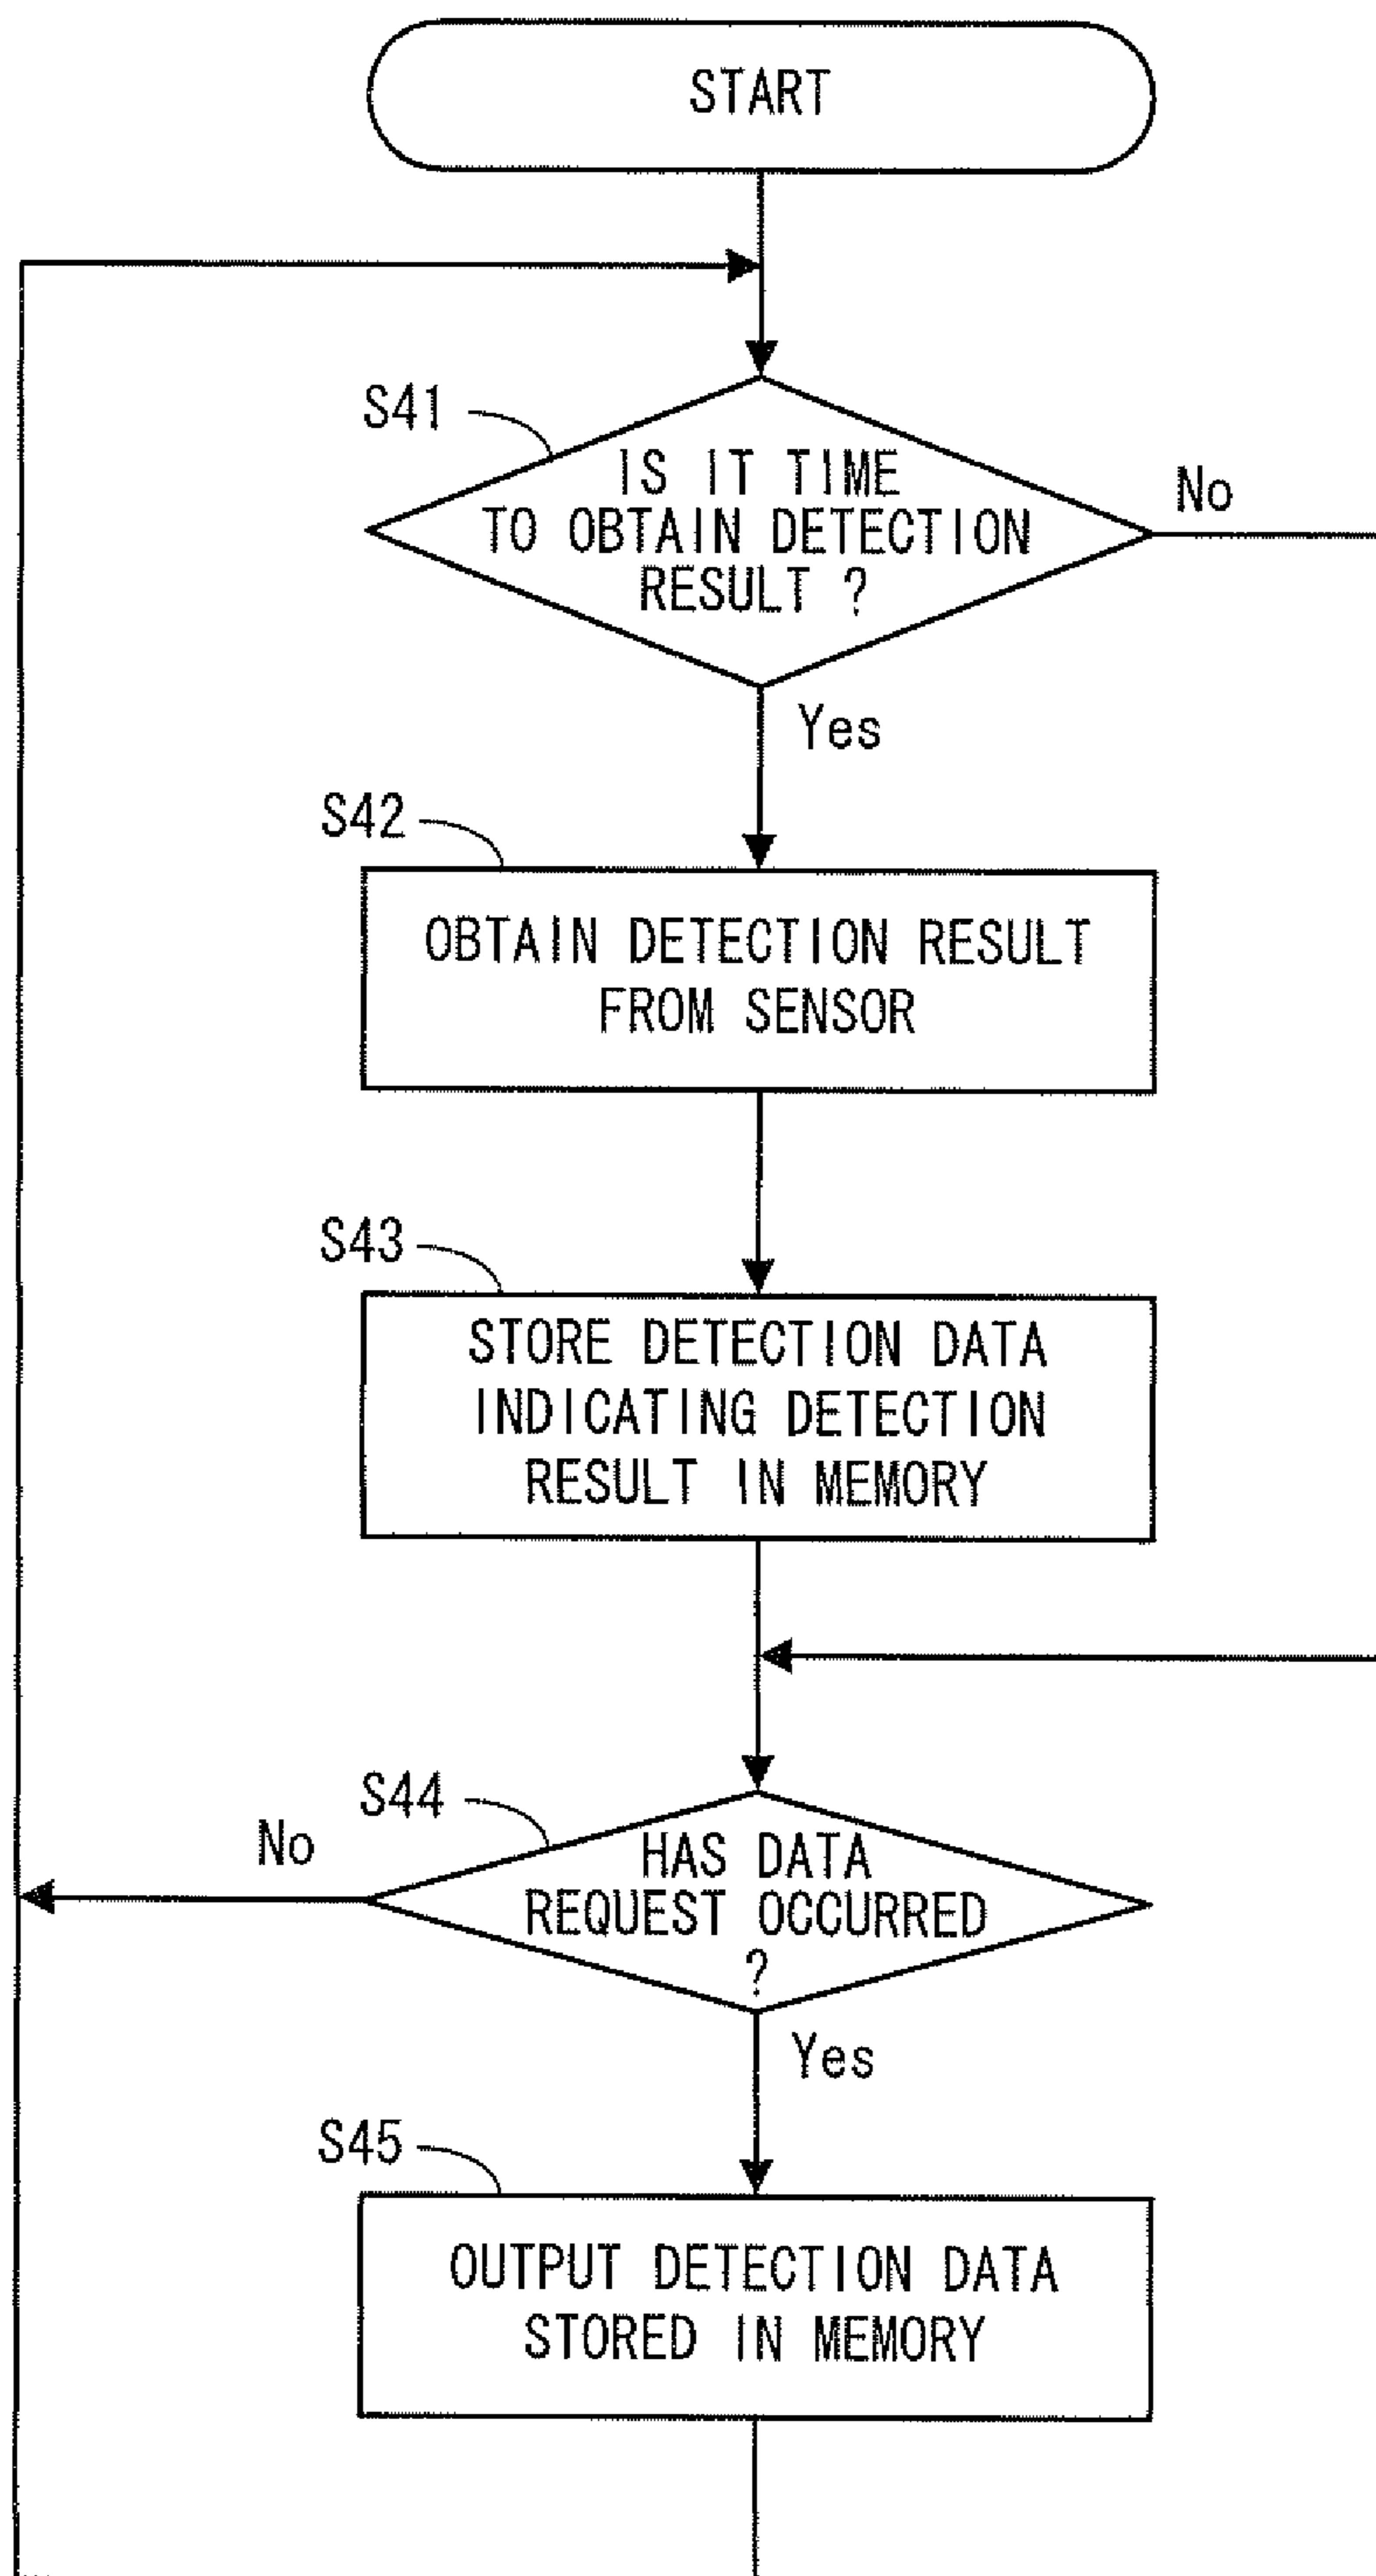 START
S41
IS IT TIME
TO OBTAIN DETECTION
RESULT ?
No
Yes
S42
OBTAIN DETECTION RESULT
FROM SENSOR
S43
STORE DETECTION DATA
INDICATING DETECTION
RESULT IN MEMORY
S44
No
HAS DATA
REQUEST OCCURRED
?
Yes
S45
OUTPUT DETECTION DATA
STORED IN MEMORY